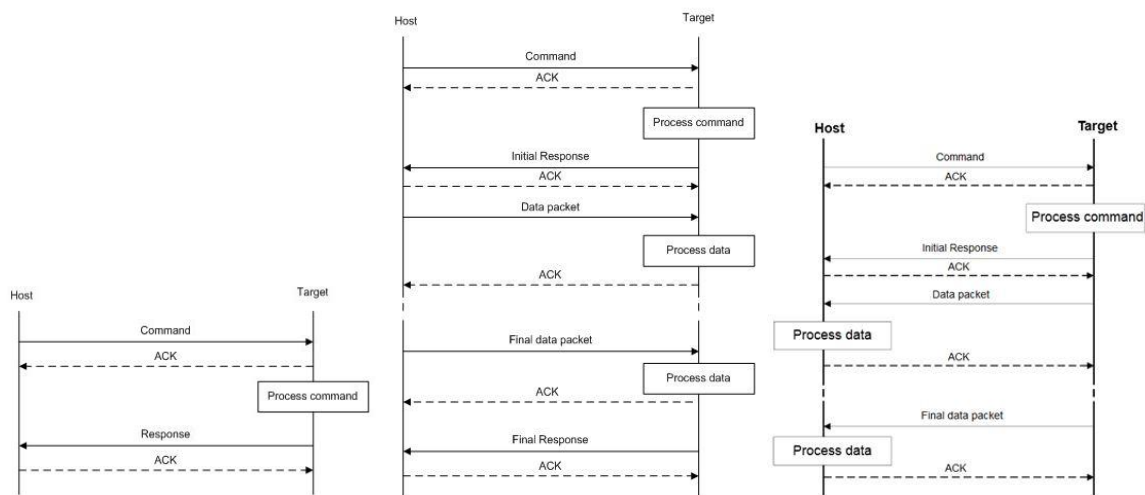 Host Target
Command
ACK
Process command
Response
ACK
Host Target
Command
ACK
Process command
Initial Response
ACK
Data packet
Process data
ACK
Final data packet
Process data
ACK
Final Response
ACK
Host Target
Command
ACK
Process command
Initial Response
ACK
Data packet
Process data
ACK
Final data packet
Process data
ACK